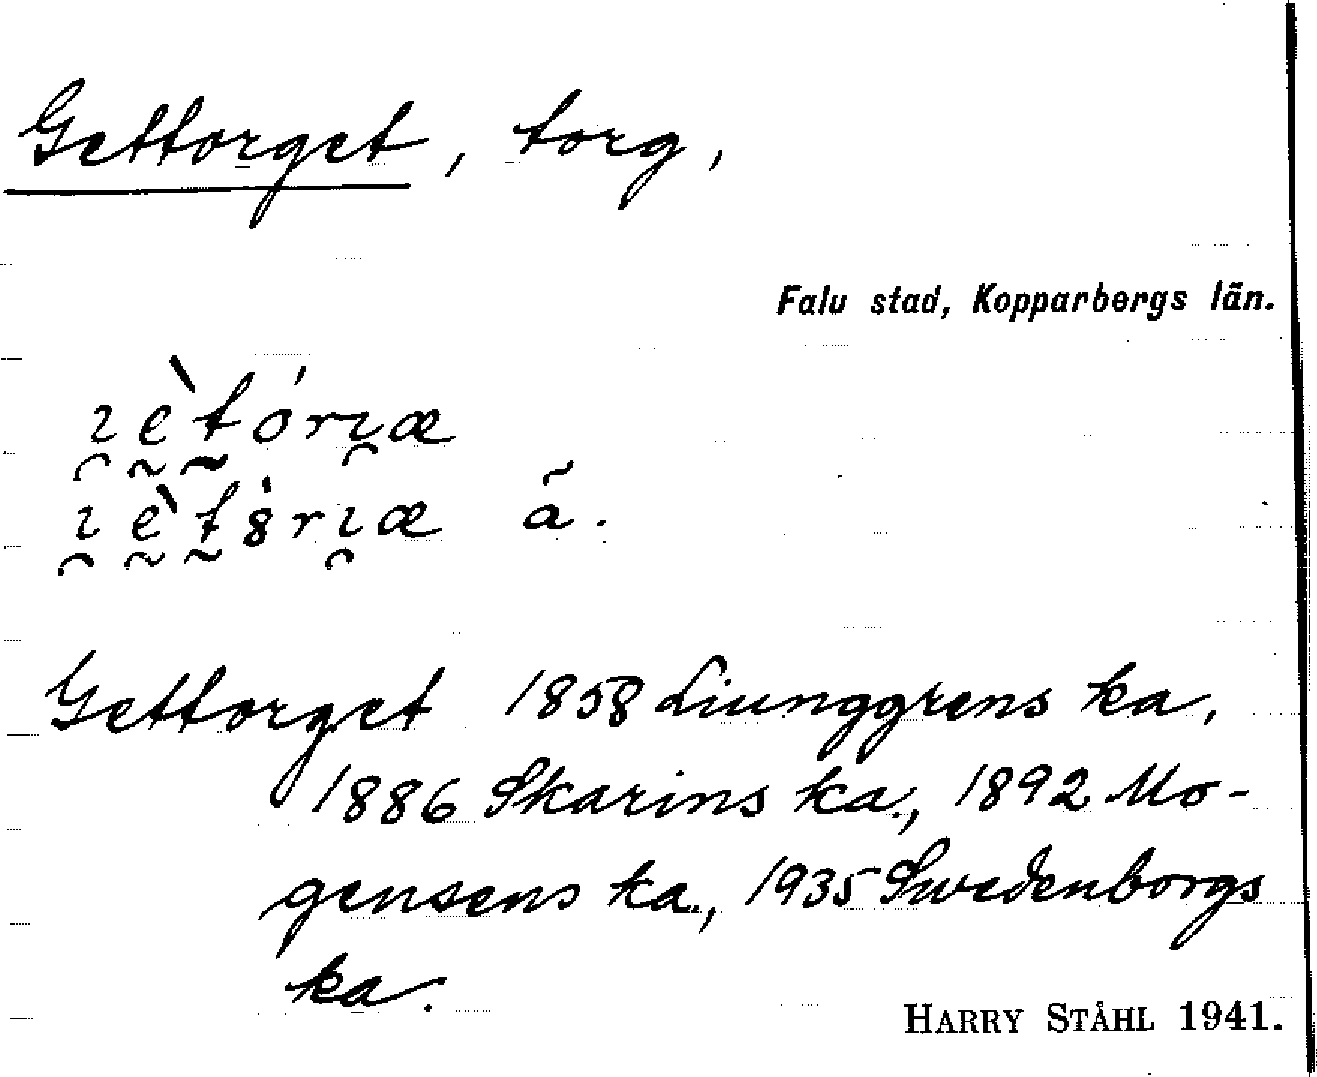 Gettorget, torg,
Falu stad, Kopparbergs län.
Gettorget 1858 Liunggrens ka,
1886 Skarins ka., 1892 Mo-
gensens ka., 1935 Swedenborgs
ka.
HARRY STÅHL 1941.